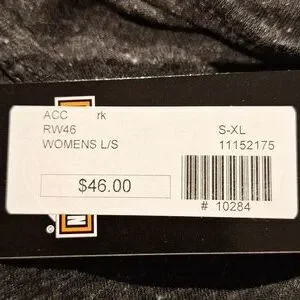 ACC rk
RW46
WOMENS L/S
S-XL
11152175
$46.00
# 10284
N
®